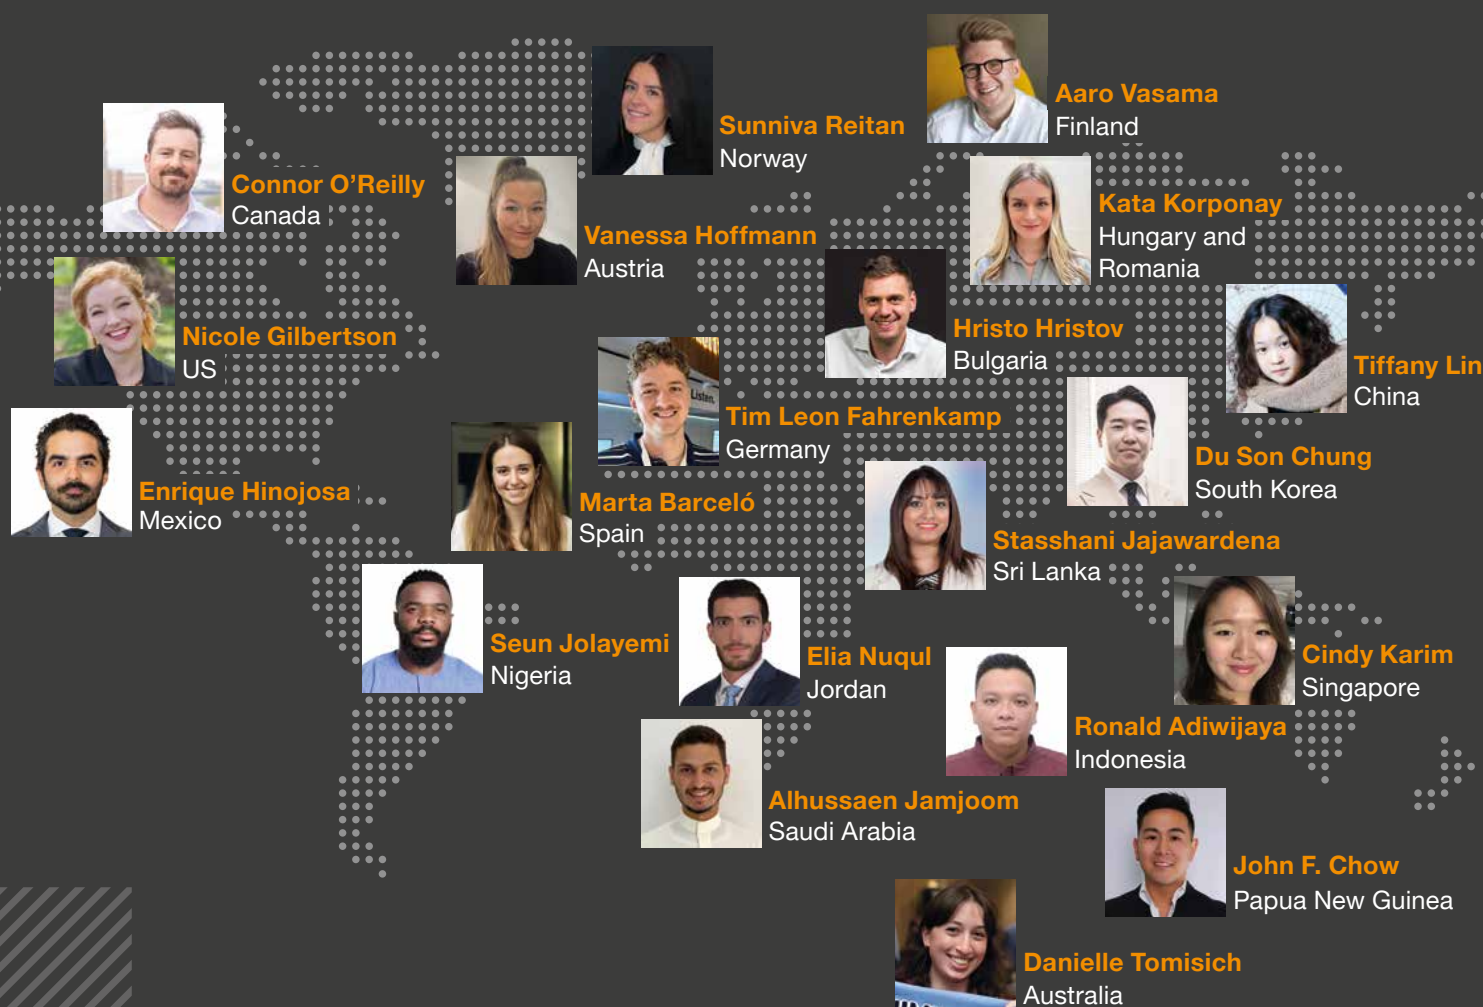 Aaro Vasama
Finland
Sunniva Reitan
Norway
Connor O’Reilly
Canada
Vanessa Hoffmann
Austria
Kata Korponay
Hungary and
Romania
Nicole Gilbertson
US
Hristo Hristov
Bulgaria
Tiffany Lin
China
Tim Leon Fahrenkamp
Germany
Listen.
Du Son Chung
South Korea
Enrique Hinojosa
Mexico
Marta Barceló
Spain
Stasshani Jajawardena
Sri Lanka
Seun Jolayemi
Nigeria
Elia Nuqul
Jordan
Cindy Karim
Singapore
Ronald Adiwijaya
Indonesia
Alhussaen Jamjoom
Saudi Arabia
John F. Chow
Papua New Guinea
Danielle Tomisich
Australia